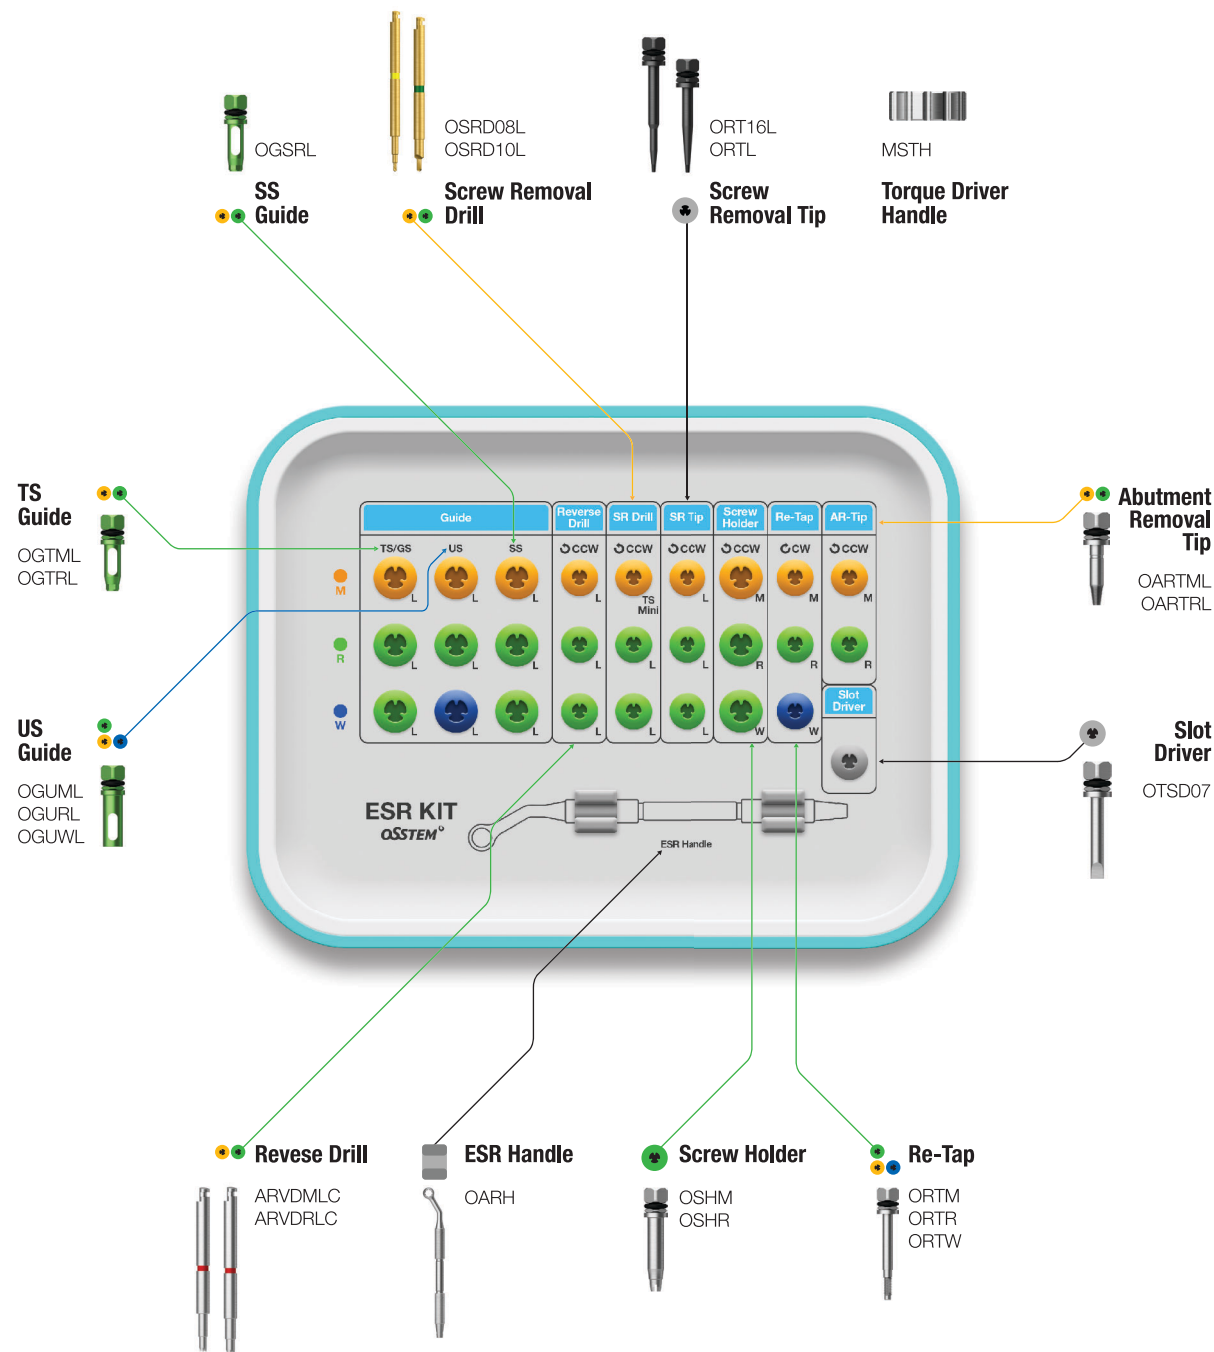 OGSRL
SS
Guide
OSRD08L
OSRD10L
Screw Removal
Drill
ORT16L
ORTL
Screw
Removal Tip
MSTH
Torque Driver
Handle
TS
Guide
OGTML
OGTRL
US
Guide
OGUML
OGURL
OGUWL
Guide
Reverse
Drill
SR Drill
SR Tip
Screw
Holder
Re-Tap
AR-Tip
TS/GS
US
SS
CCW
CCW
CCW
CCW
CW
CCW
M
L
L
L
L
TS
Mini
L
M
M
M
R
L
L
L
L
L
L
R
R
R
Slot
Driver
W
L
L
L
L
L
L
W
W
ESR KIT
OSSTEM
ESR Handle
Abutment
Removal
Tip
OARTML
OARTRL
Slot
Driver
OTSD07
Revese Drill
ARVDMLC
ARVDRLC
ESR Handle
OARH
Screw Holder
OSHM
OSHR
Re-Tap
ORTM
ORTR
ORTW